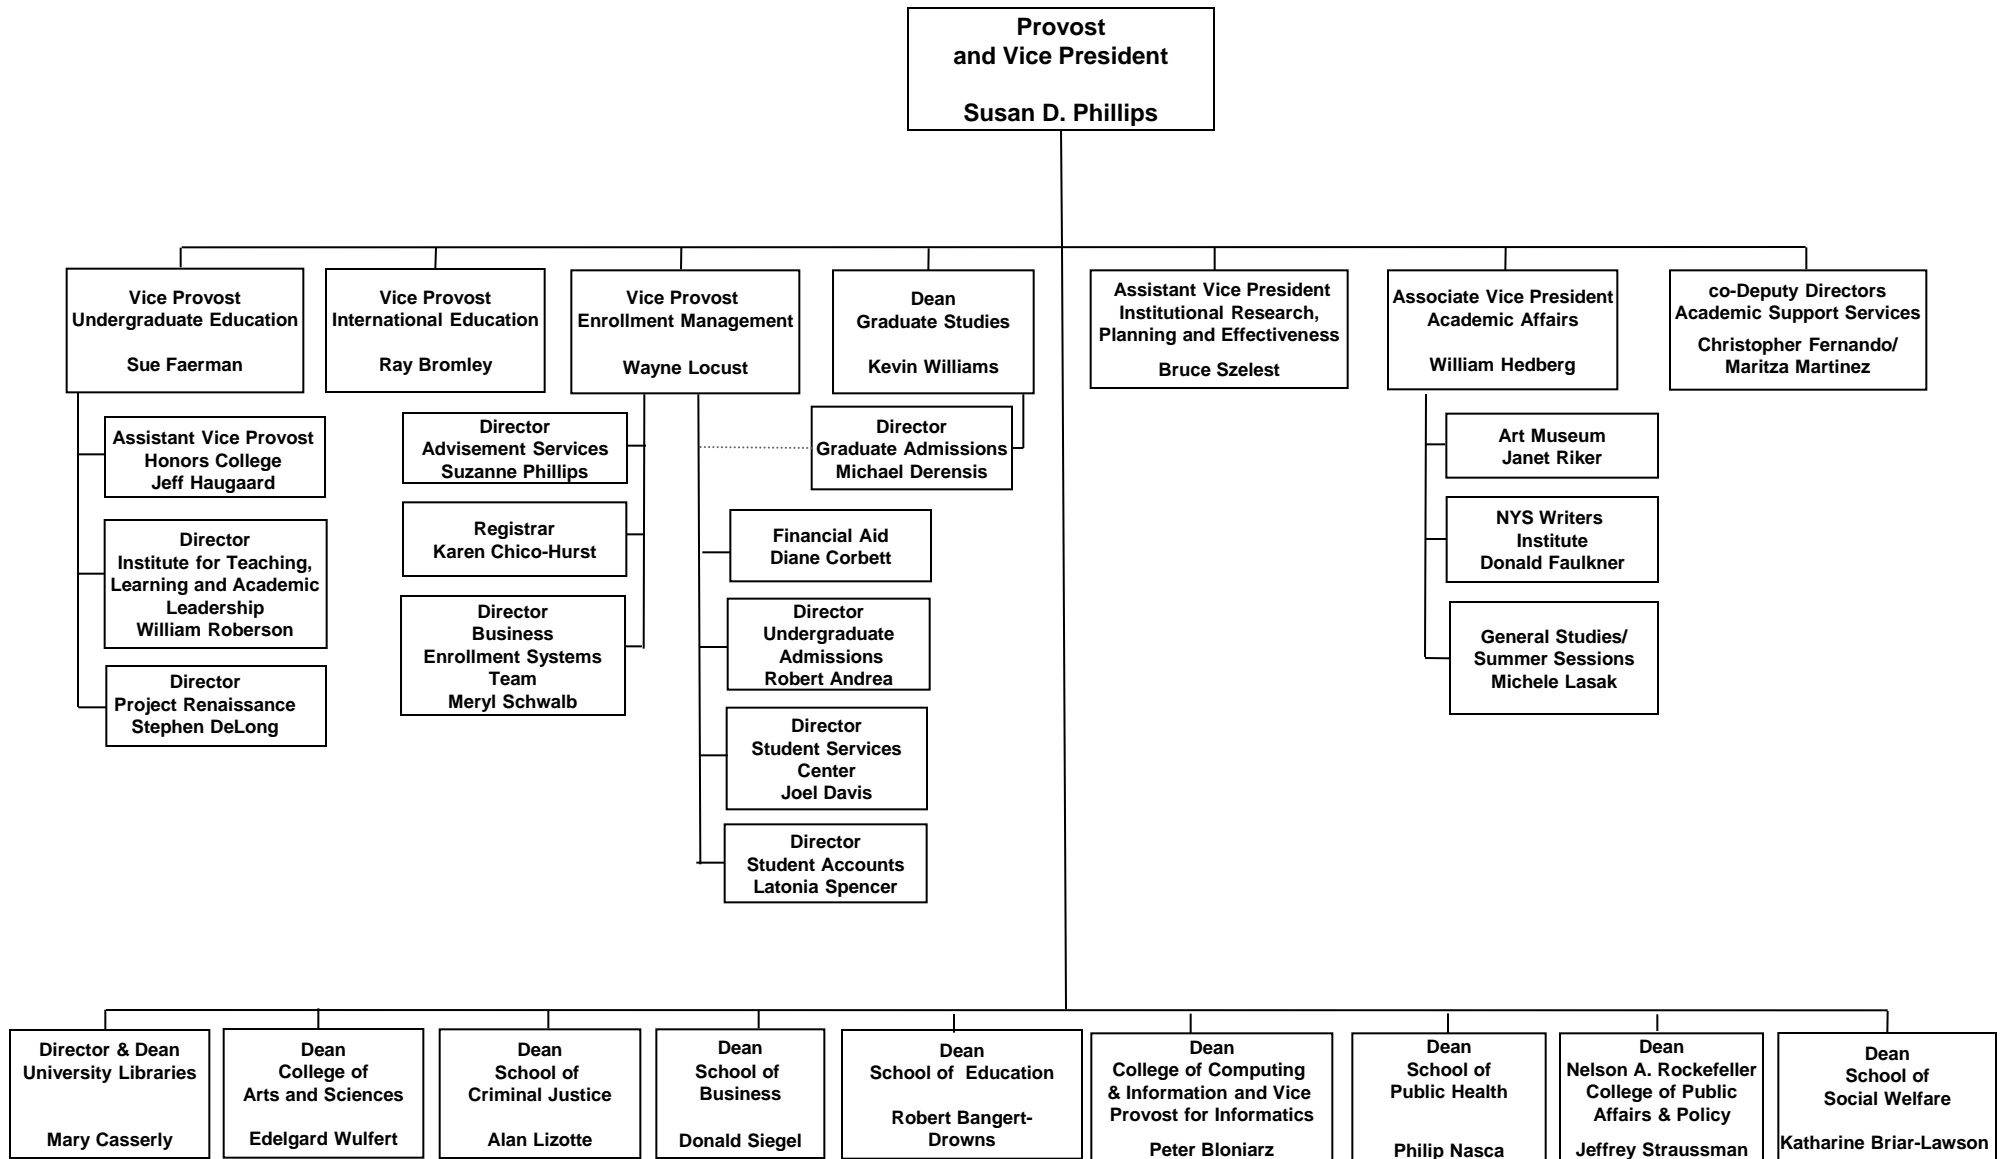 Provost
and Vice President
Susan D. Phillips
Vice Provost
Undergraduate Education
Sue Faerman
Vice Provost
International Education
Ray Bromley
Vice Provost
Enrollment Management
Wayne Locust
Dean
Graduate Studies
Kevin Williams
Assistant Vice President
Institutional Research,
Planning and Effectiveness
Bruce Szelest
Associate Vice President
Academic Affairs
William Hedberg
co-Deputy Directors
Academic Support Services
Christopher Fernando/
Maritza Martinez
Assistant Vice Provost
Honors College
Jeff Haugaard
Director
Institute for Teaching,
Learning and Academic
Leadership
William Roberson
Director
Project Renaissance
Stephen DeLong
Director
Advisement Services
Suzanne Phillips
Registrar
Karen Chico-Hurst
Director
Business
Enrollment Systems
Team
Meryl Schwalb
Director
Graduate Admissions
Michael Derensis
Financial Aid
Diane Corbett
Director
Undergraduate
Admissions
Robert Andrea
Director
Student Services
Center
Joel Davis
Director
Student Accounts
Latonia Spencer
Art Museum
Janet Riker
NYS Writers
Institute
Donald Faulkner
General Studies/
Summer Sessions
Michele Lasak
Director & Dean
University Libraries
Mary Casserly
Dean
College of
Arts and Sciences
Edelgard Wulfert
Dean
School of
Criminal Justice
Alan Lizotte
Dean
School of
Business
Donald Siegel
Dean
School of Education
Robert Bangert-
Drowns
Dean
College of Computing
& Information and Vice
Provost for Informatics
Peter Bloniarz
Dean
School of
Public Health
Philip Nasca
Dean
Nelson A. Rockefeller
College of Public
Affairs & Policy
Jeffrey Straussman
Dean
School of
Social Welfare
Katharine Briar-Lawson